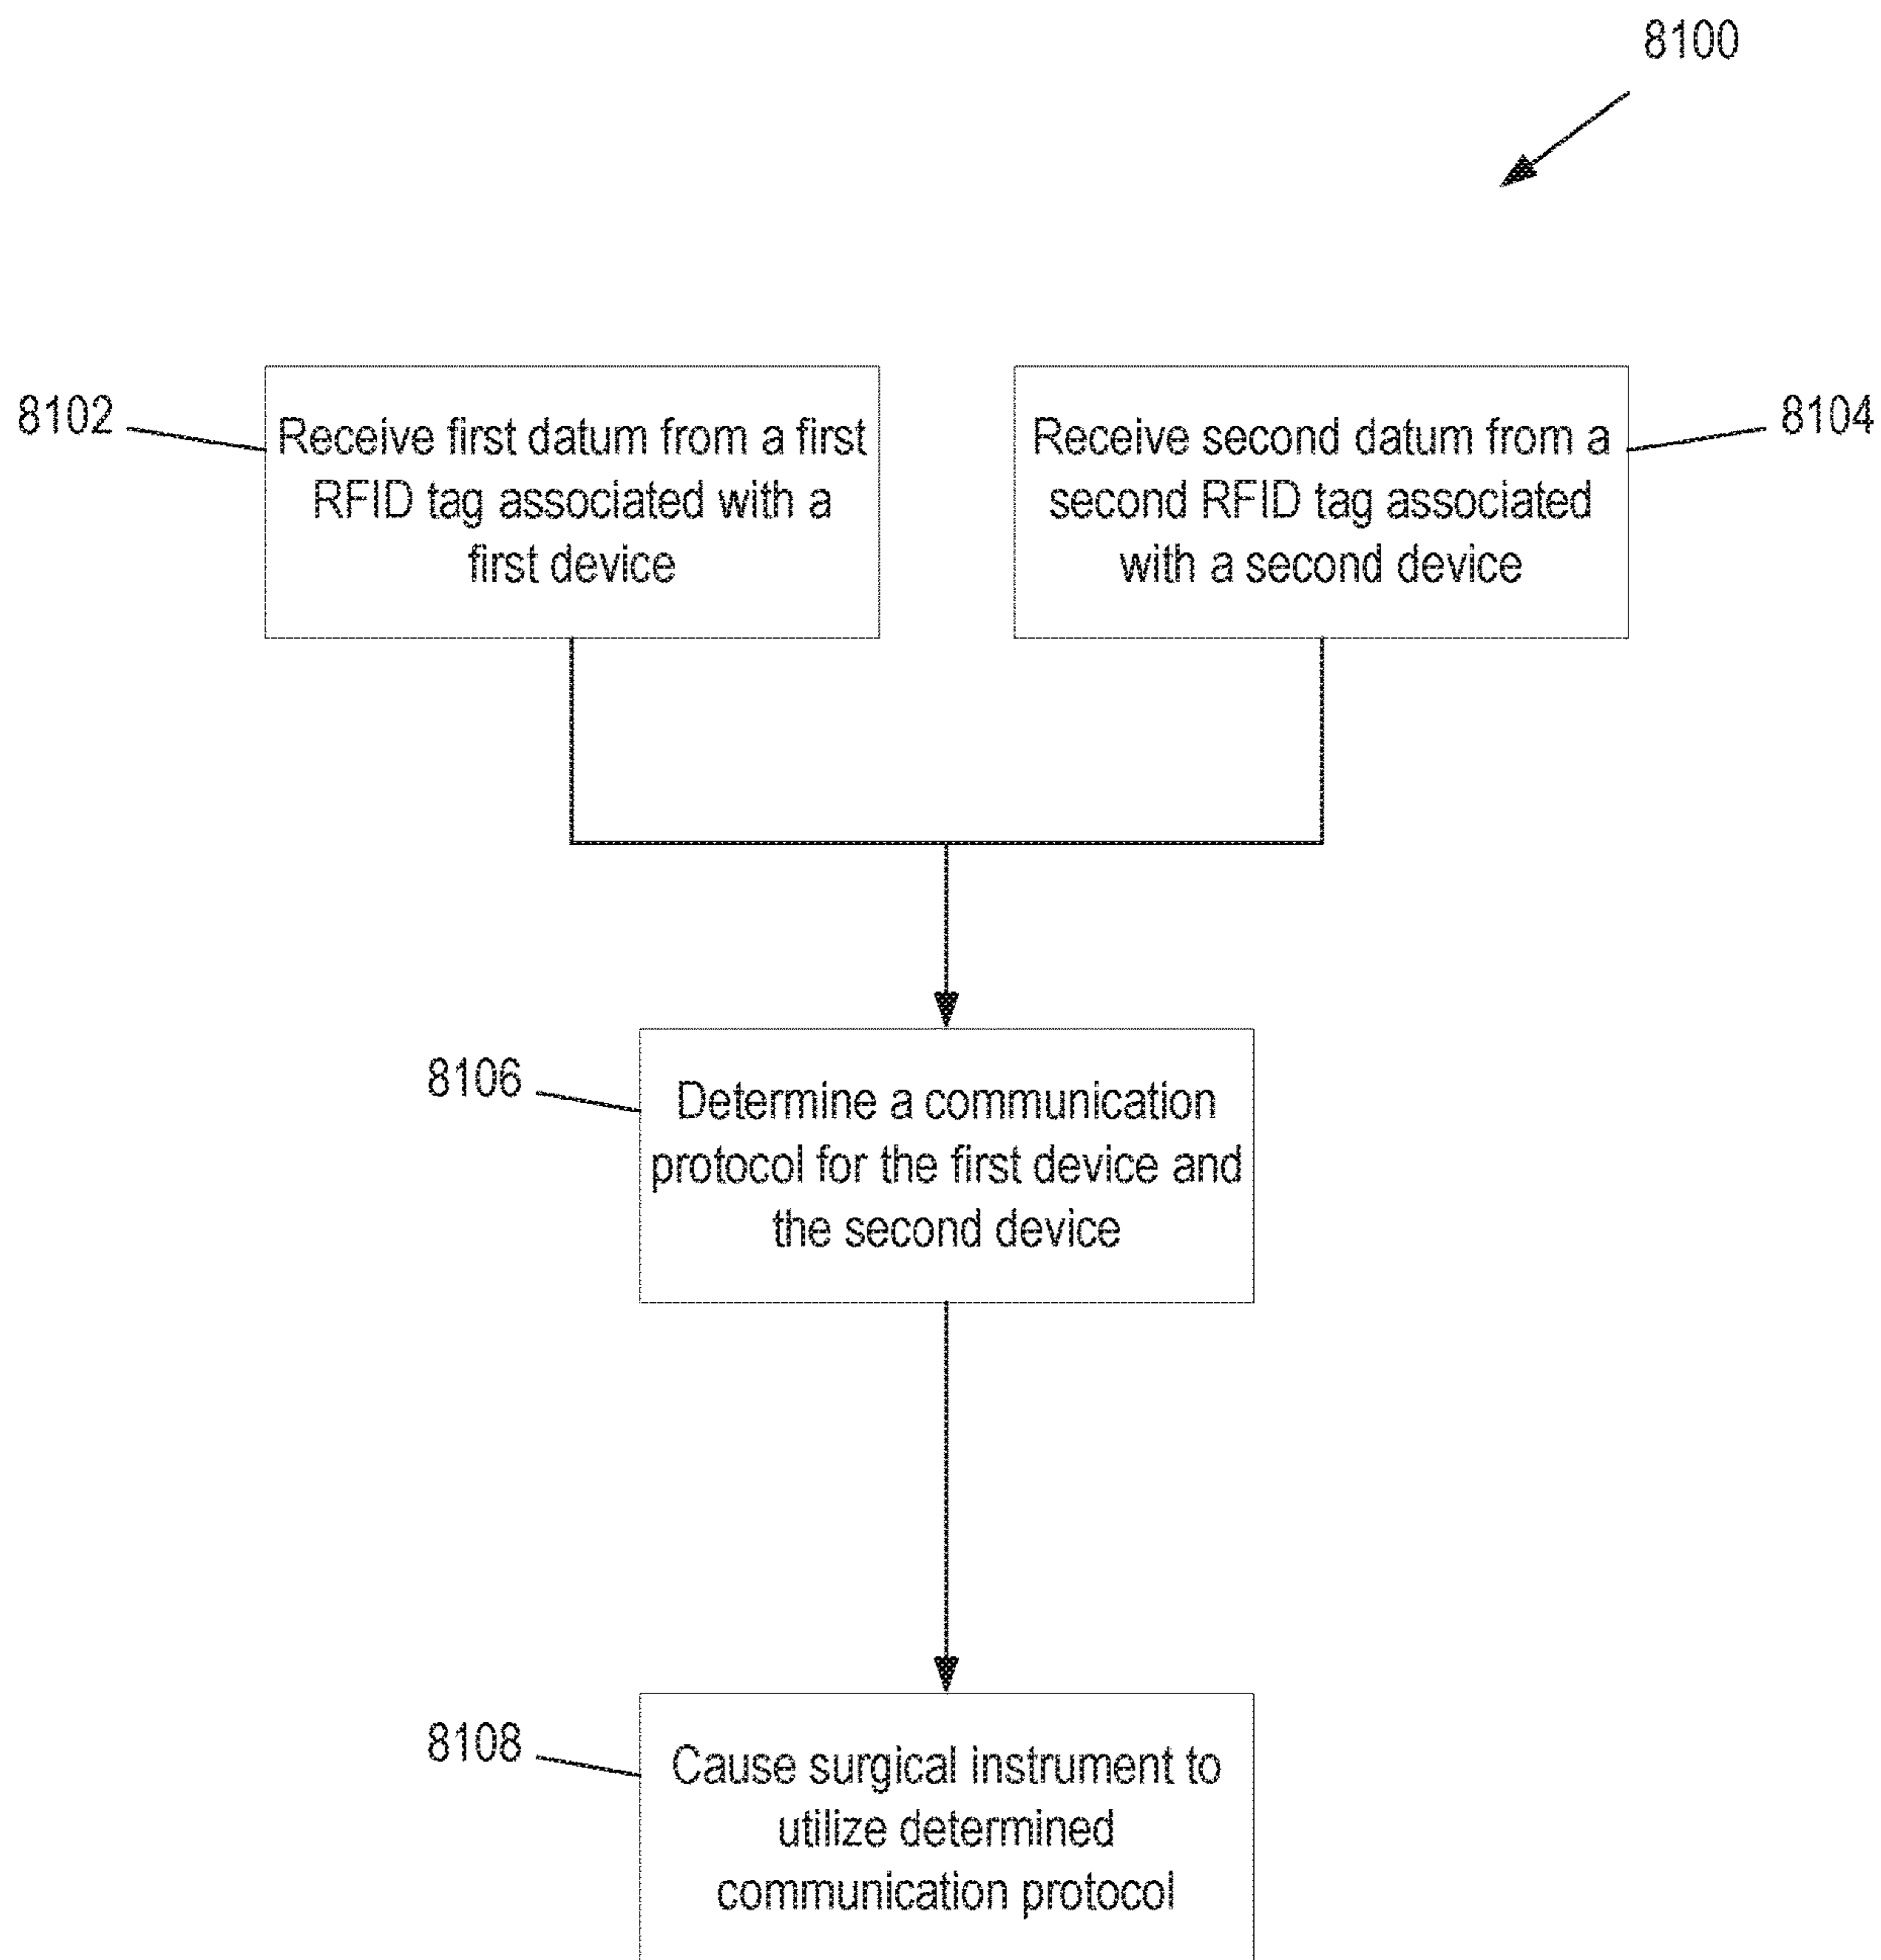 8100
8102
Receive first datum from a first
RFID tag associated with a
first device
Receive second datum from a
second RFID tag associated
with a second device
8104
8106
Determine a communication
protocol for the first device and
the second device
8108
Cause surgical instrument to
utilize determined
communication protocol